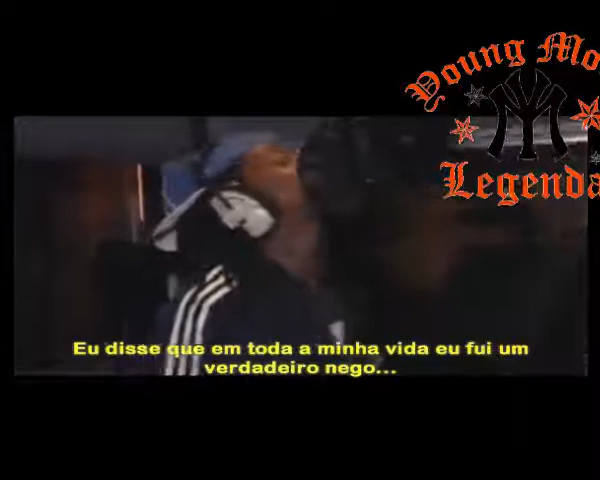 Young Mo
Legenda
Eu disse que em toda a minha vida eu fui um
verdadeiro nego...